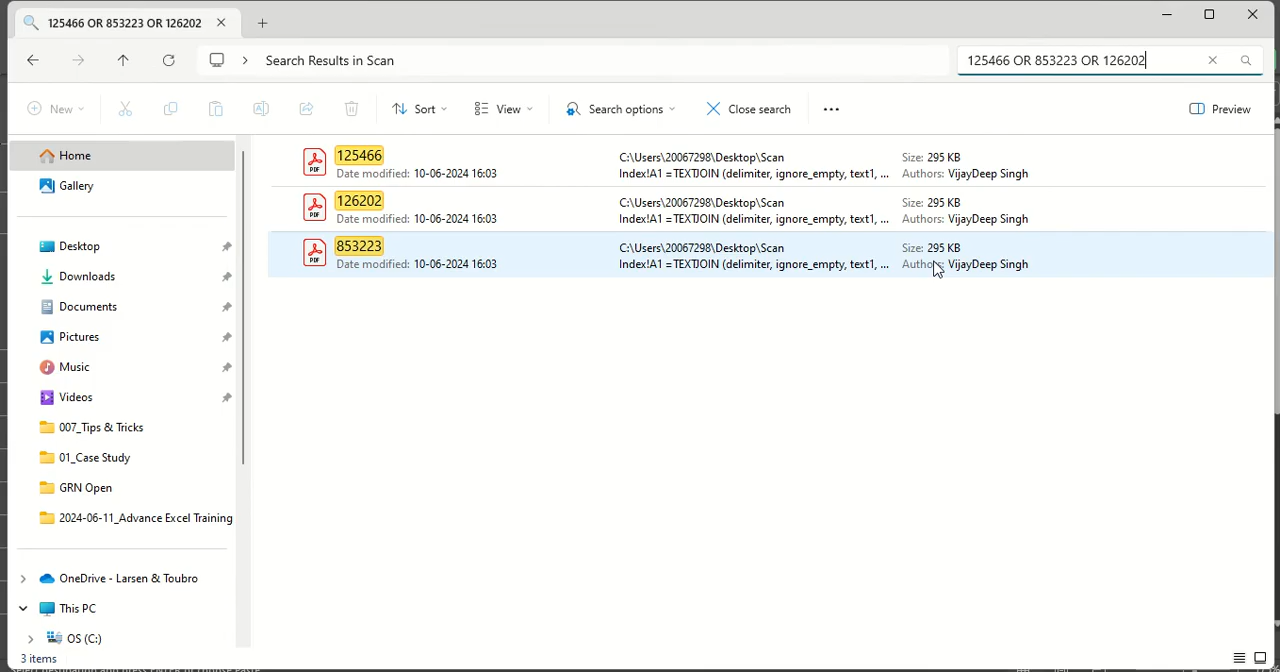 125466 OR 853223 OR 126202
Search Results in Scan
125466 OR 853223 OR 126202
New
Sort
View
Search options
Close search
Preview
Home
Gallery
Desktop
Downloads
Documents
Pictures
Music
Videos
007_Tips & Tricks
01_Case Study
GRN Open
2024-06-11_Advance Excel Training
OneDrive - Larsen & Toubro
This PC
OS (C:)
3 items
PDF
125466
Date modified: 10-06-2024 16:03
C:\Users\20067298\Desktop\Scan
Index!A1 =TEXTJOIN (delimiter, ignore_empty, text1, ...
Size: 295 KB
Authors: VijayDeep Singh
PDF
126202
Date modified: 10-06-2024 16:03
C:\Users\20067298\Desktop\Scan
Index!A1 =TEXTJOIN (delimiter, ignore_empty, text1, ...
Size: 295 KB
Authors: VijayDeep Singh
PDF
853223
Date modified: 10-06-2024 16:03
C:\Users\20067298\Desktop\Scan
Index!A1 =TEXTJOIN (delimiter, ignore_empty, text1, ...
Size: 295 KB
Authors: VijayDeep Singh